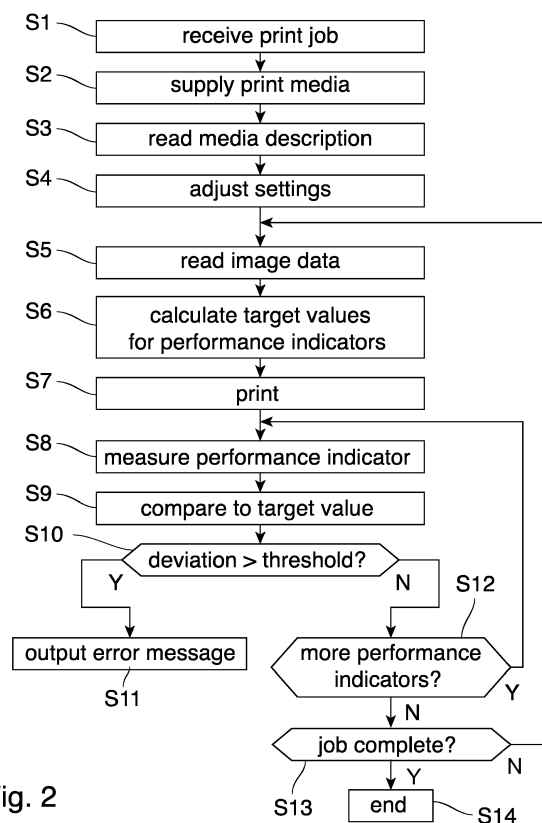 S1
receive print job
S2
supply print media
S3
read media description
S4
adjust settings
S5
read image data
S6
calculate target values
for performance indicators
S7
print
S8
measure performance indicator
S9
compare to target value
S10
deviation > threshold?
Y
N
S12
output error message
S11
more performance
indicators?
Y
N
job complete?
S13
Y
N
end
S14
ig. 2